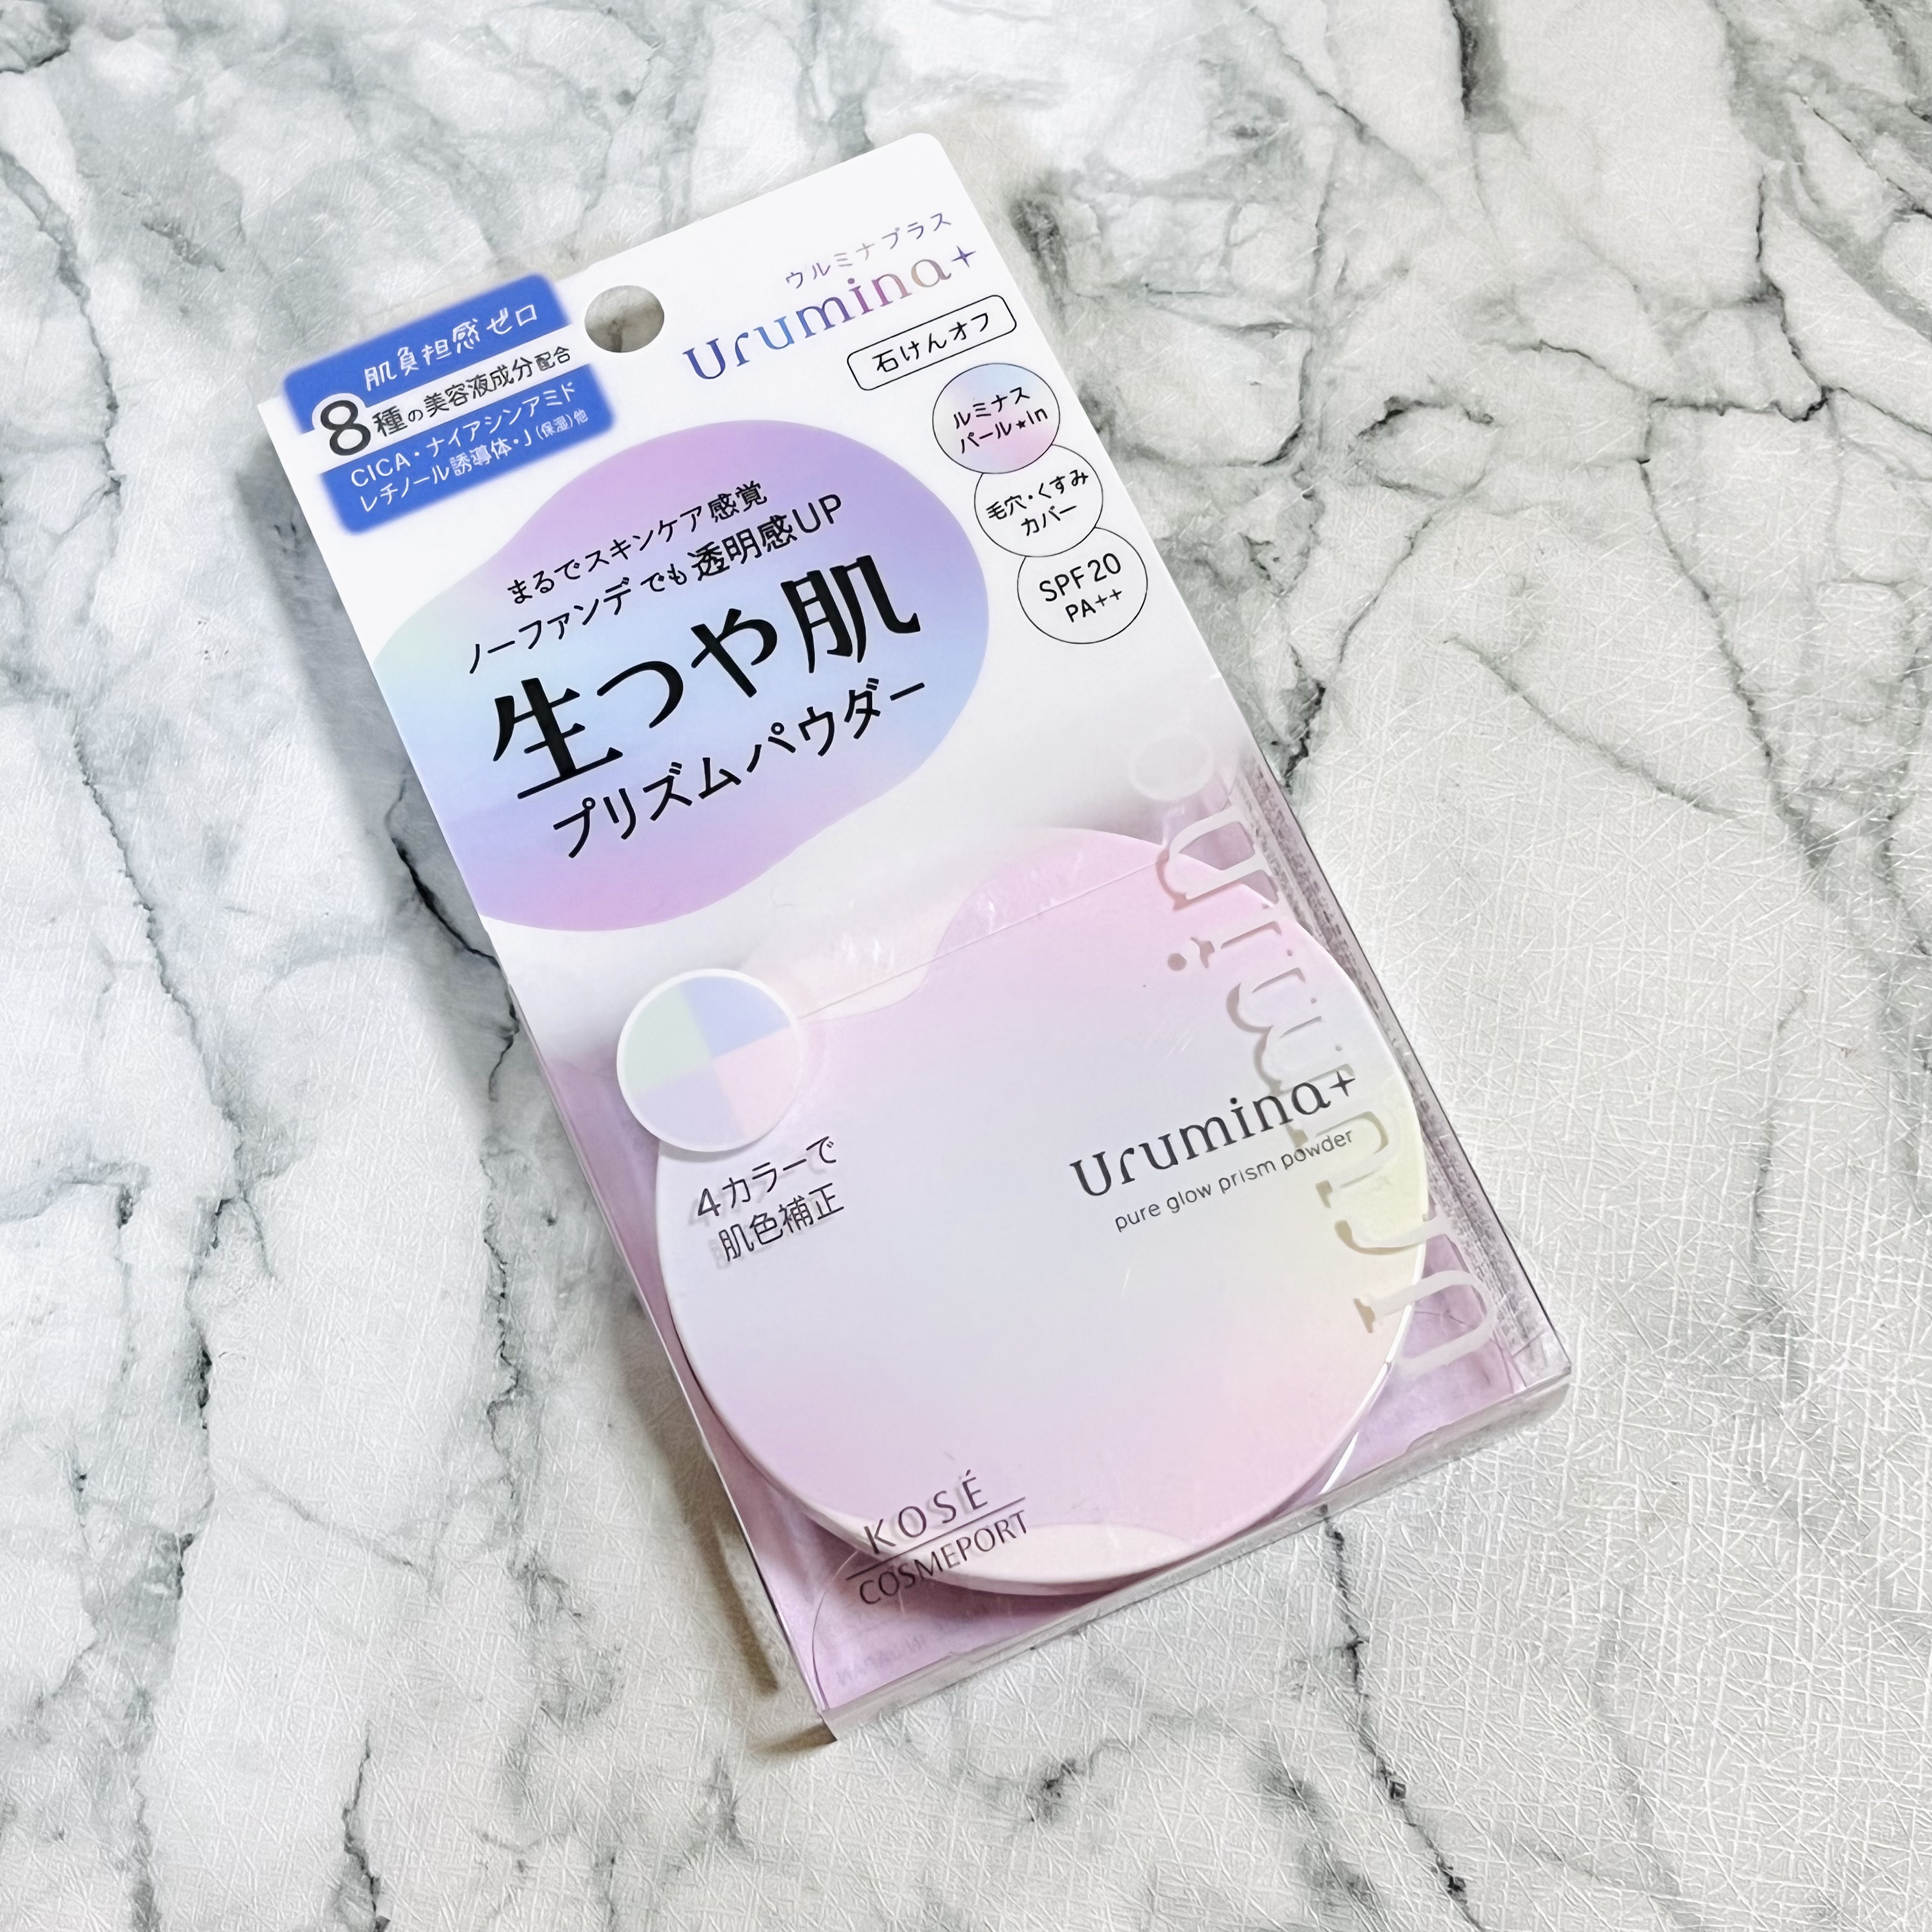 肌負担感ゼロ
8種の美容液成分配合
CICA・ナイアシンアミド
レチノール誘導体・J(保湿)他
ウルミナプラス
Urumina+
石けんオフ
ルミナス
パール★in
毛穴・くすみ
カバー
SPF20
PA++
まるでスキンケア感覚
ノーファンデでも透明感UP
生つや肌
プリズムパウダー
4カラーで
肌色補正
Urumina+
pure glow prism powder
Urumina
KOSÉ
COSMEPORT